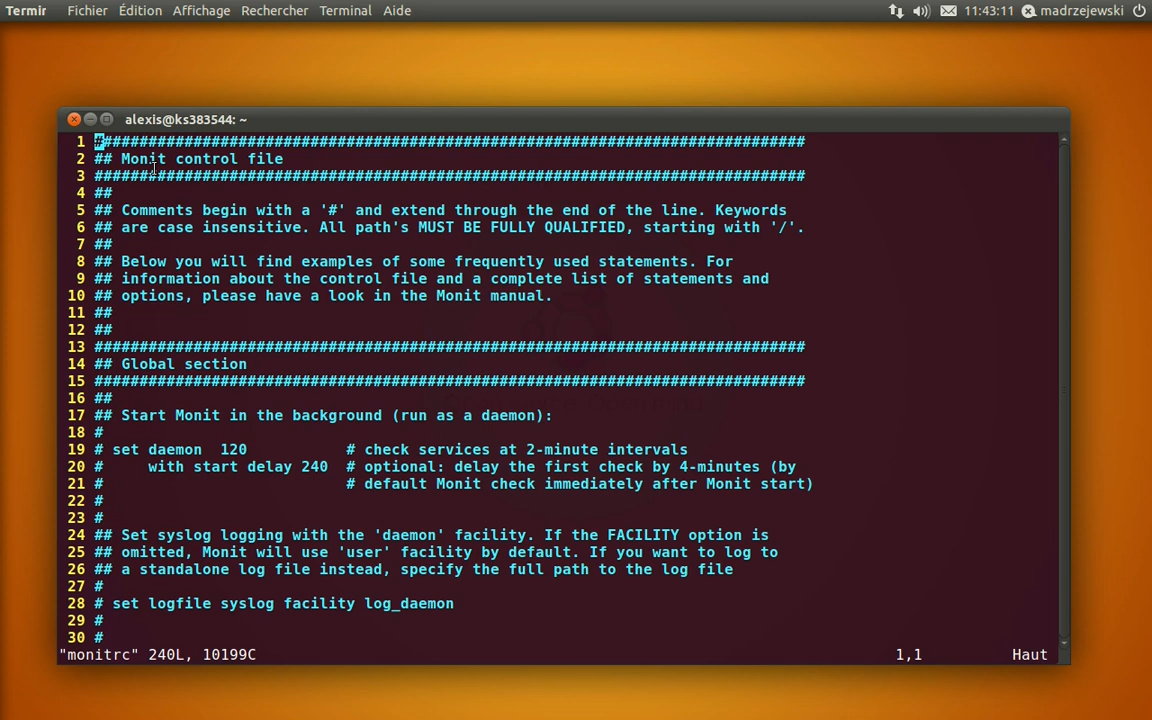 Termir Fichier Édition Affichage Rechercher Terminal Aide 11:43:11 madrzejewski
alexis@ks383544: ~
1 ###############################################################################
2 ## Monit control file
3 ###############################################################################
4 ##
5 ## Comments begin with a '#' and extend through the end of the line. Keywords
6 ## are case insensitive. All path's MUST BE FULLY QUALIFIED, starting with '/'.
7 ##
8 ## Below you will find examples of some frequently used statements. For
9 ## information about the control file and a complete list of statements and
10 ## options, please have a look in the Monit manual.
11 ##
12 ##
13 ###############################################################################
14 ## Global section
15 ###############################################################################
16 ##
17 ## Start Monit in the background (run as a daemon):
18 #
19 # set daemon  120           # check services at 2-minute intervals
20 #     with start delay 240  # optional: delay the first check by 4-minutes (by
21 #                           # default Monit check immediately after Monit start)
22 #
23 #
24 ## Set syslog logging with the 'daemon' facility. If the FACILITY option is
25 ## omitted, Monit will use 'user' facility by default. If you want to log to
26 ## a standalone log file instead, specify the full path to the log file
27 #
28 # set logfile syslog facility log_daemon
29 #
30 #
"monitrc" 240L, 10199C 1,1 Haut